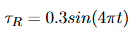 τ_R = 0.3sin(4πt)